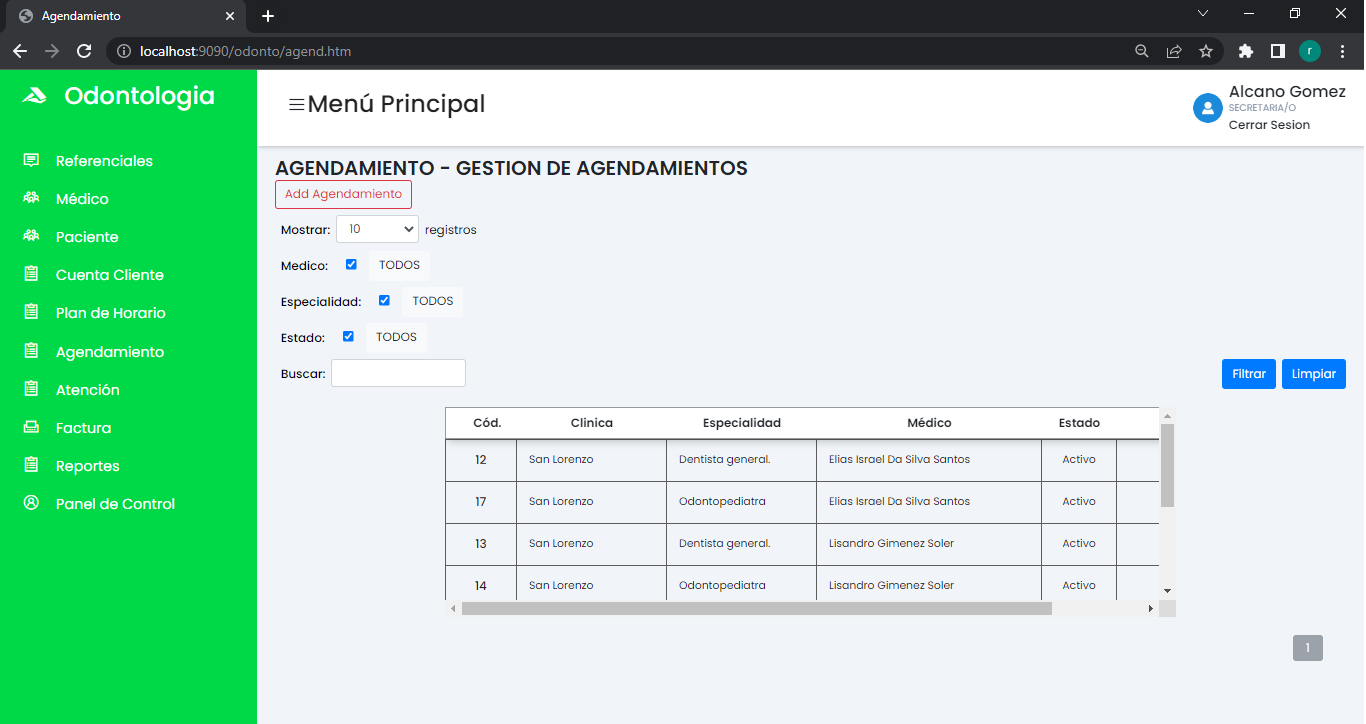 Agendamiento
localhost:9090/odonto/agend.htm
r
Odontologia
Menú Principal
Alcano Gomez
SECRETARIA/O
Cerrar Sesion
Referenciales
Médico
Paciente
Cuenta Cliente
Plan de Horario
Agendamiento
Atención
Factura
Reportes
Panel de Control
AGENDAMIENTO - GESTION DE AGENDAMIENTOS
Add Agendamiento
Mostrar: 10 registros
Medico: TODOS
Especialidad: TODOS
Estado: TODOS
Buscar:
Filtrar Limpiar
Cód. Clinica Especialidad Médico Estado
12 San Lorenzo Dentista general. Elias Israel Da Silva Santos Activo
17 San Lorenzo Odontopediatra Elias Israel Da Silva Santos Activo
13 San Lorenzo Dentista general. Lisandro Gimenez Soler Activo
14 San Lorenzo Odontopediatra Lisandro Gimenez Soler Activo
1